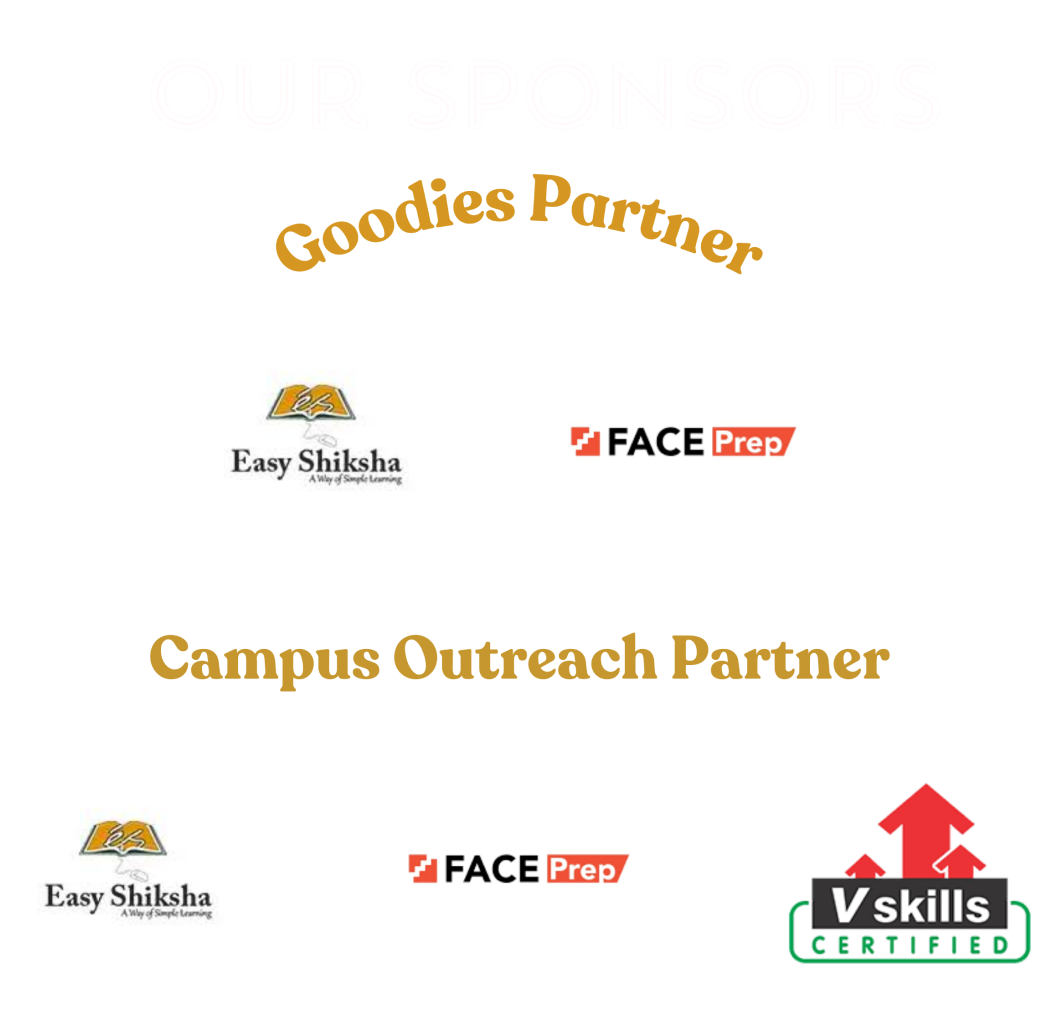 OUR SPONSORS
Goodies Partner
Easy Shiksha
A Way of Simple Learning
FACE Prep
Campus Outreach Partner
Easy Shiksha
A Way of Simple Learning
FACE Prep
Vskills
CERTIFIED